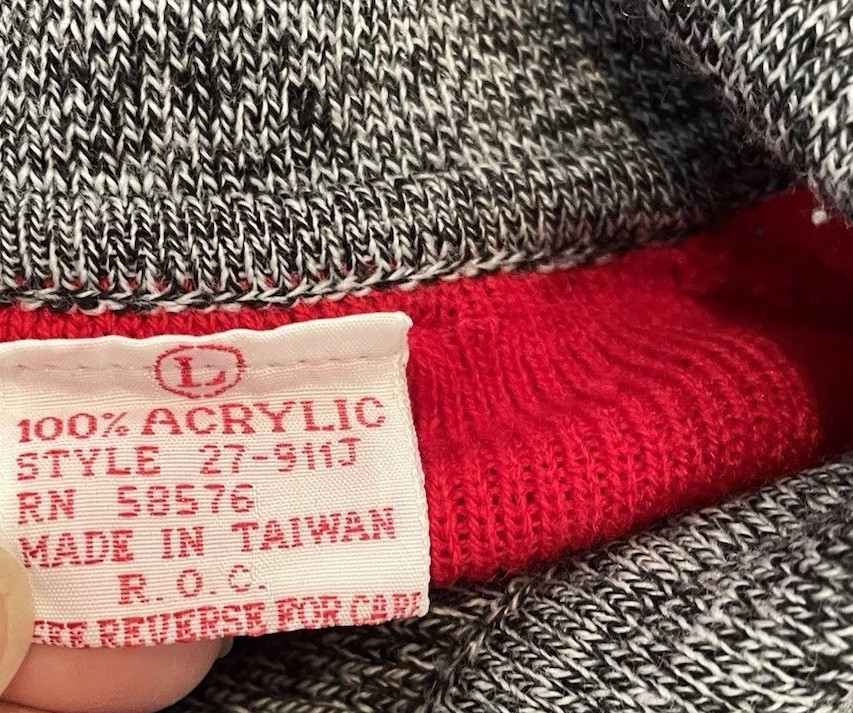 L
100% ACRYLIC
STYLE 27-911J
RN 58576
MADE IN TAIWAN
R.O.C.
SEE REVERSE FOR CARE